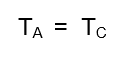 T_A = T_C